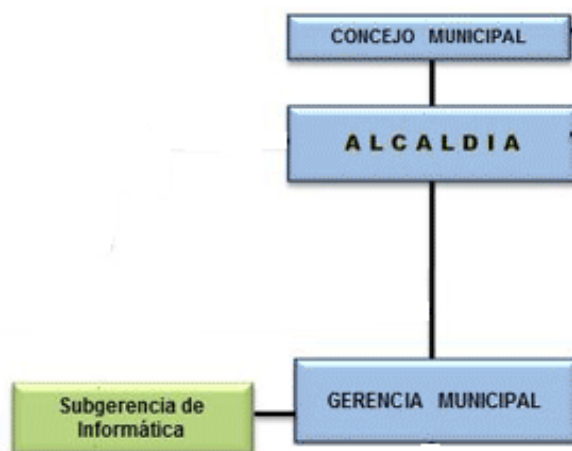 CONCEJO MUNICIPAL
ALCALDIA
GERENCIA MUNICIPAL
Subgerencia de
Informática